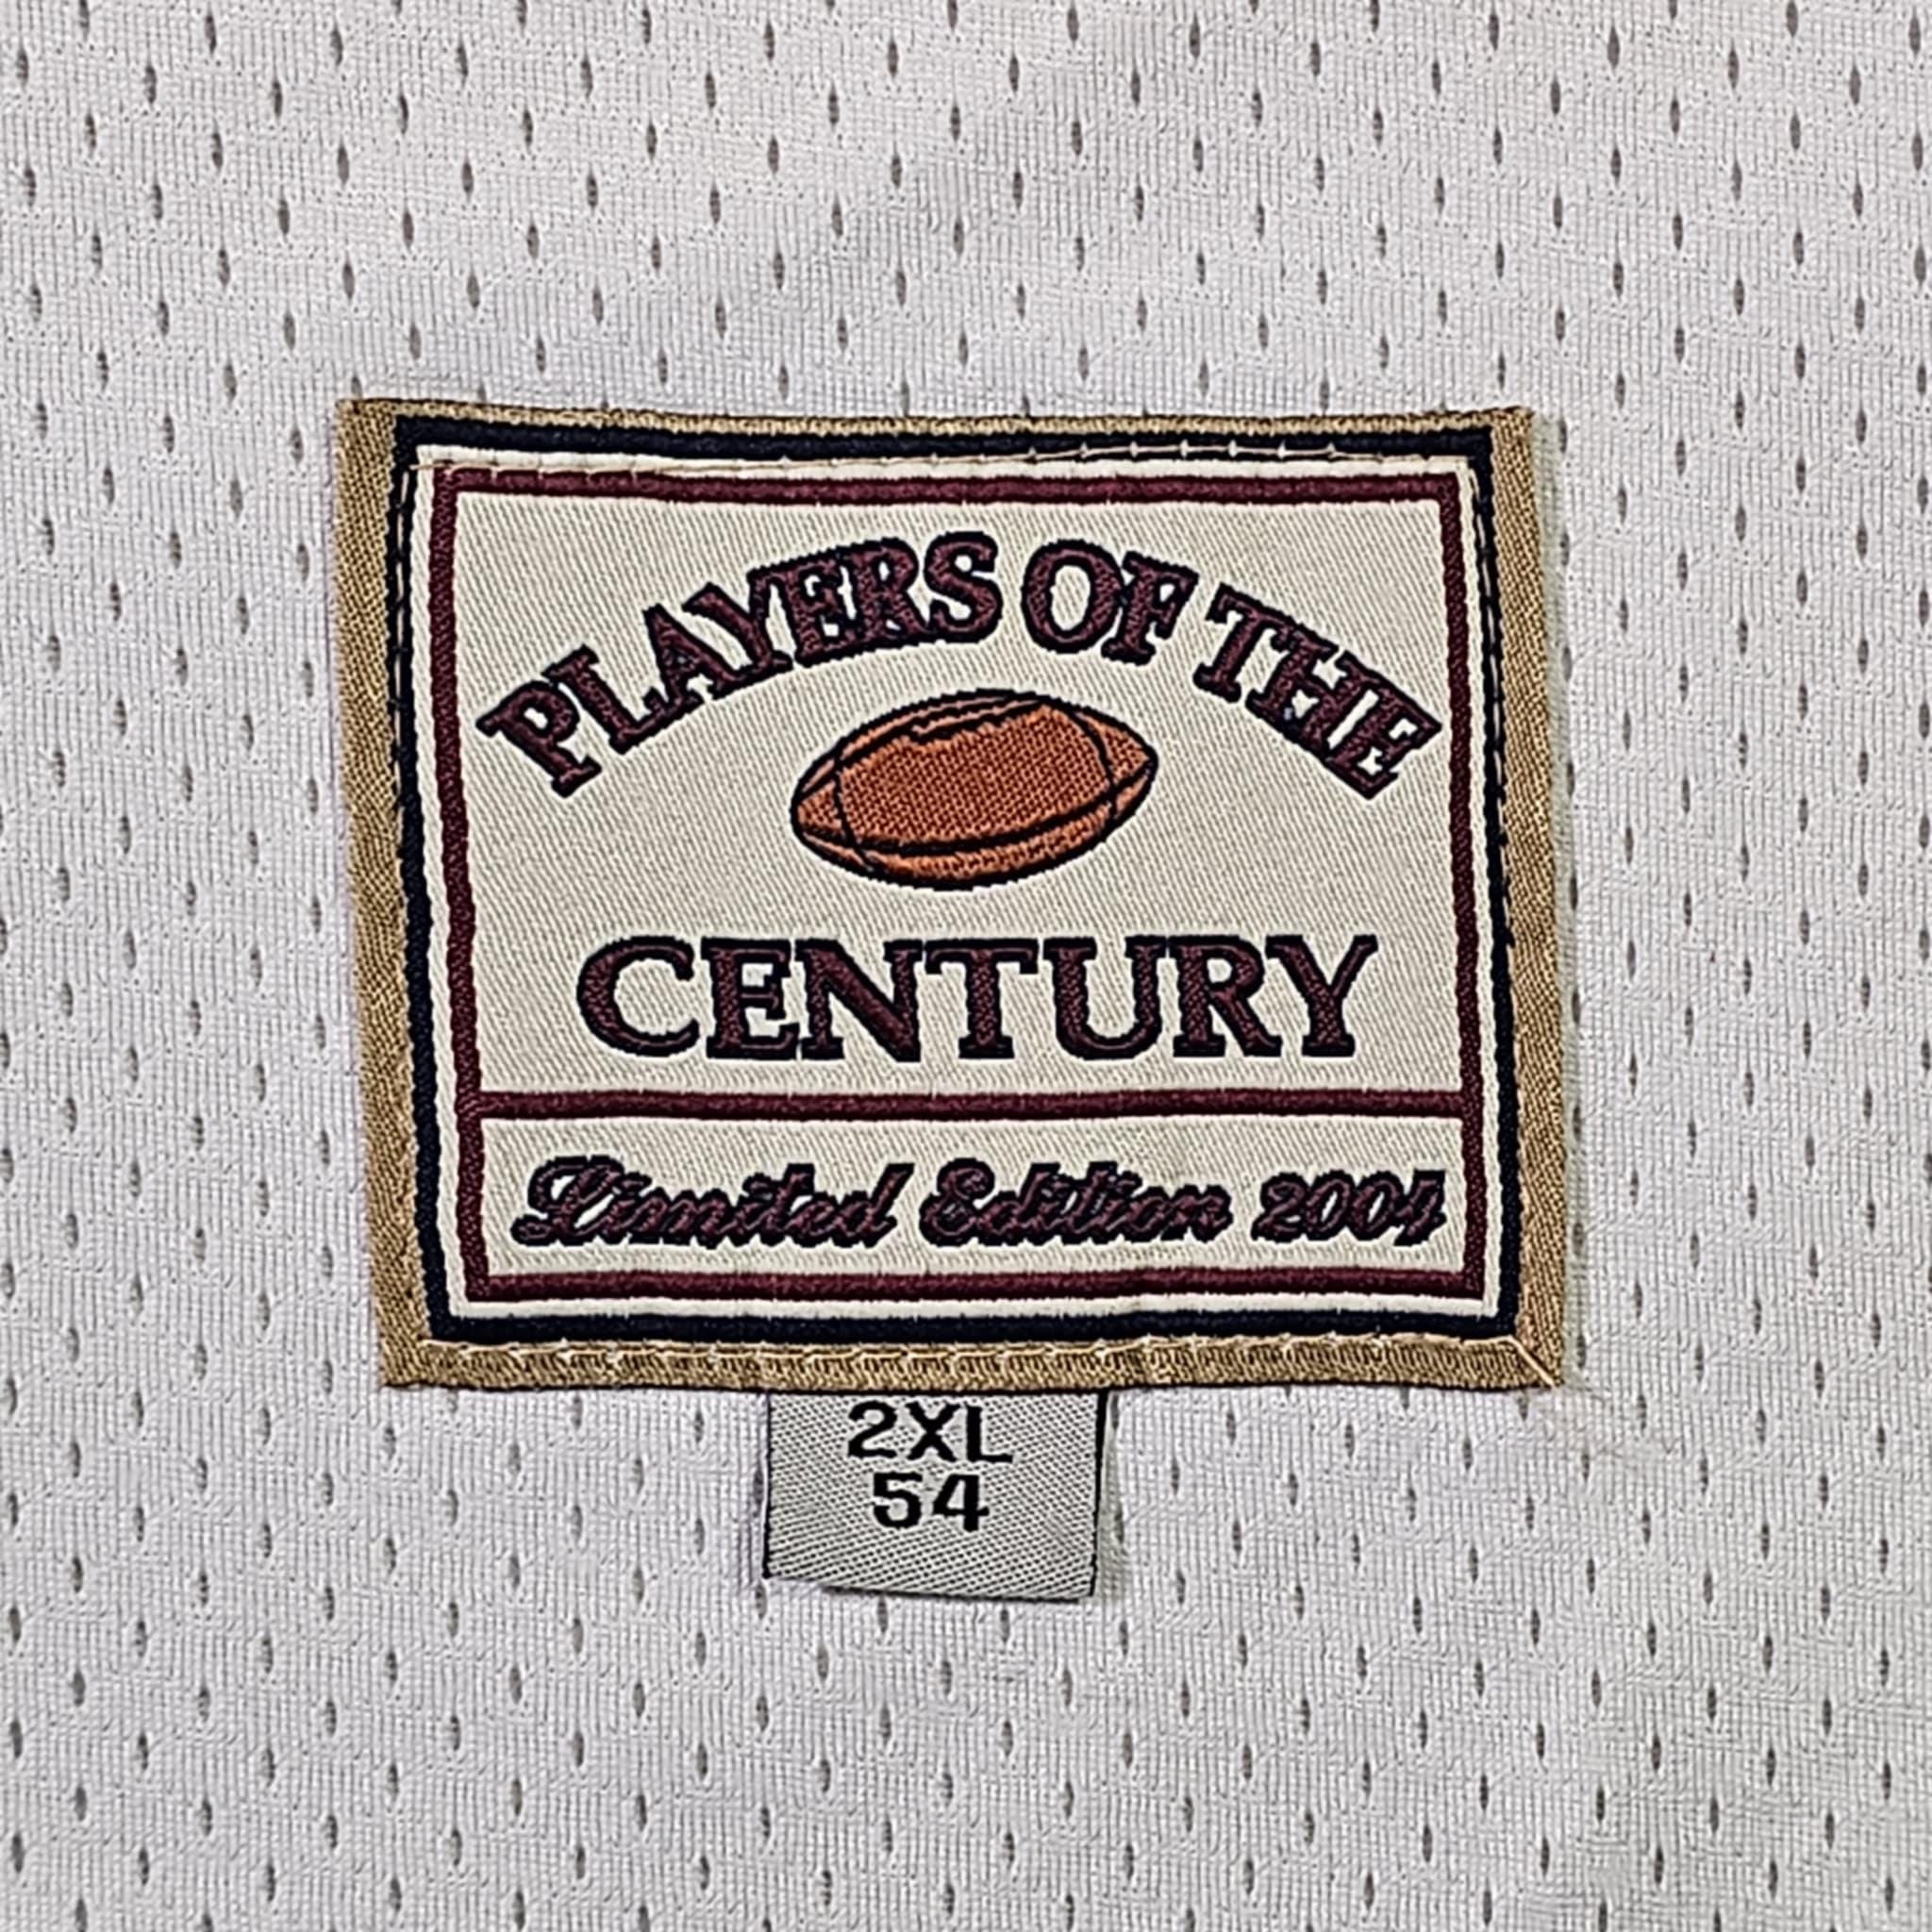 PLAYERS OF THE
CENTURY
Limited Edition 2004
2XL
54